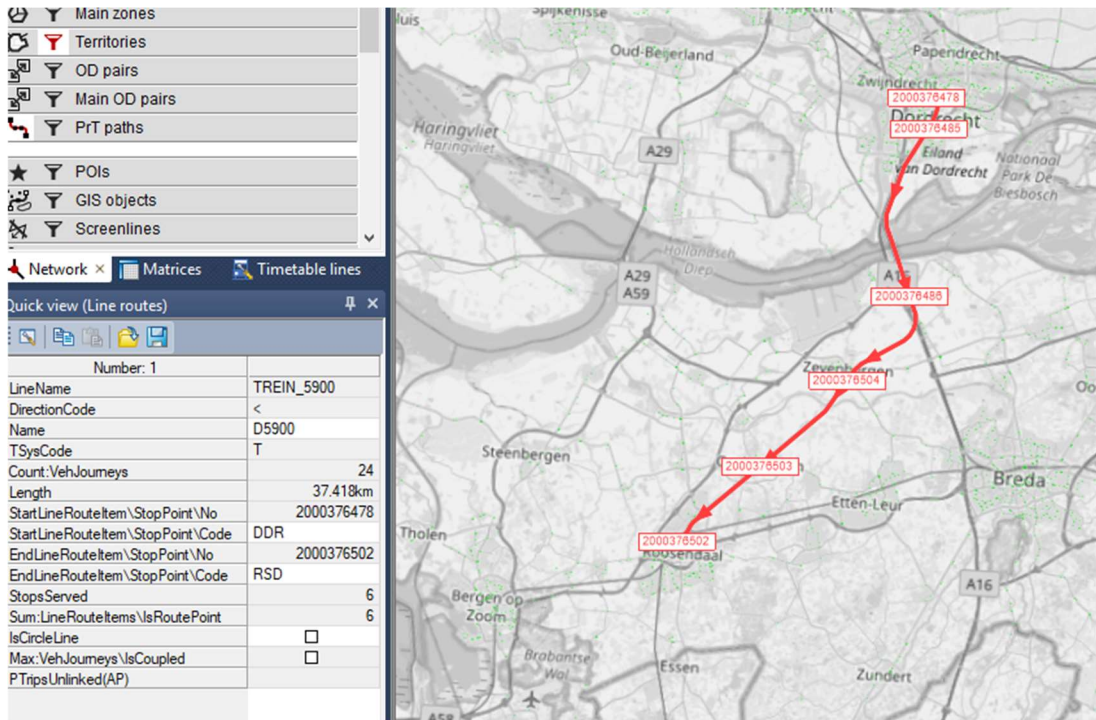 Main zones
Territories
OD pairs
Main OD pairs
PrT paths
POIs
GIS objects
Screenlines
Network ×
Matrices
Timetable lines
Quick view (Line routes)
Number: 1
LineName TREIN_5900
DirectionCode <
Name D5900
TSysCode T
Count:VehJourneys 24
Length 37.418km
StartLineRouteItem\StopPoint\No 2000376478
StartLineRouteItem\StopPoint\Code DDR
EndLineRouteItem\StopPoint\No 2000376502
EndLineRouteItem\StopPoint\Code RSD
StopsServed 6
Sum:LineRouteItems\IsRoutePoint 6
IsCircleLine
Max:VehJourneys\IsCoupled
PTripsUnlinked(AP)
Spijkenisse
Oud-Beijerland
Papendrecht
Zwijndrecht
2000376478
Dordrecht
2000376485
Haringvliet
Haringvliet
A29
Eiland
van Dordrecht
Nationaal
Park De
Biesbosch
Hollandsch
Diep
A29
A59
2000376486
Zevenbergen
2000376504
Steenbergen
2000376503
Breda
Etten-Leur
Tholen
2000376502
Roosendaal
A16
Bergen op
Zoom
Brabantse
Wal
Essen
Zundert
A58